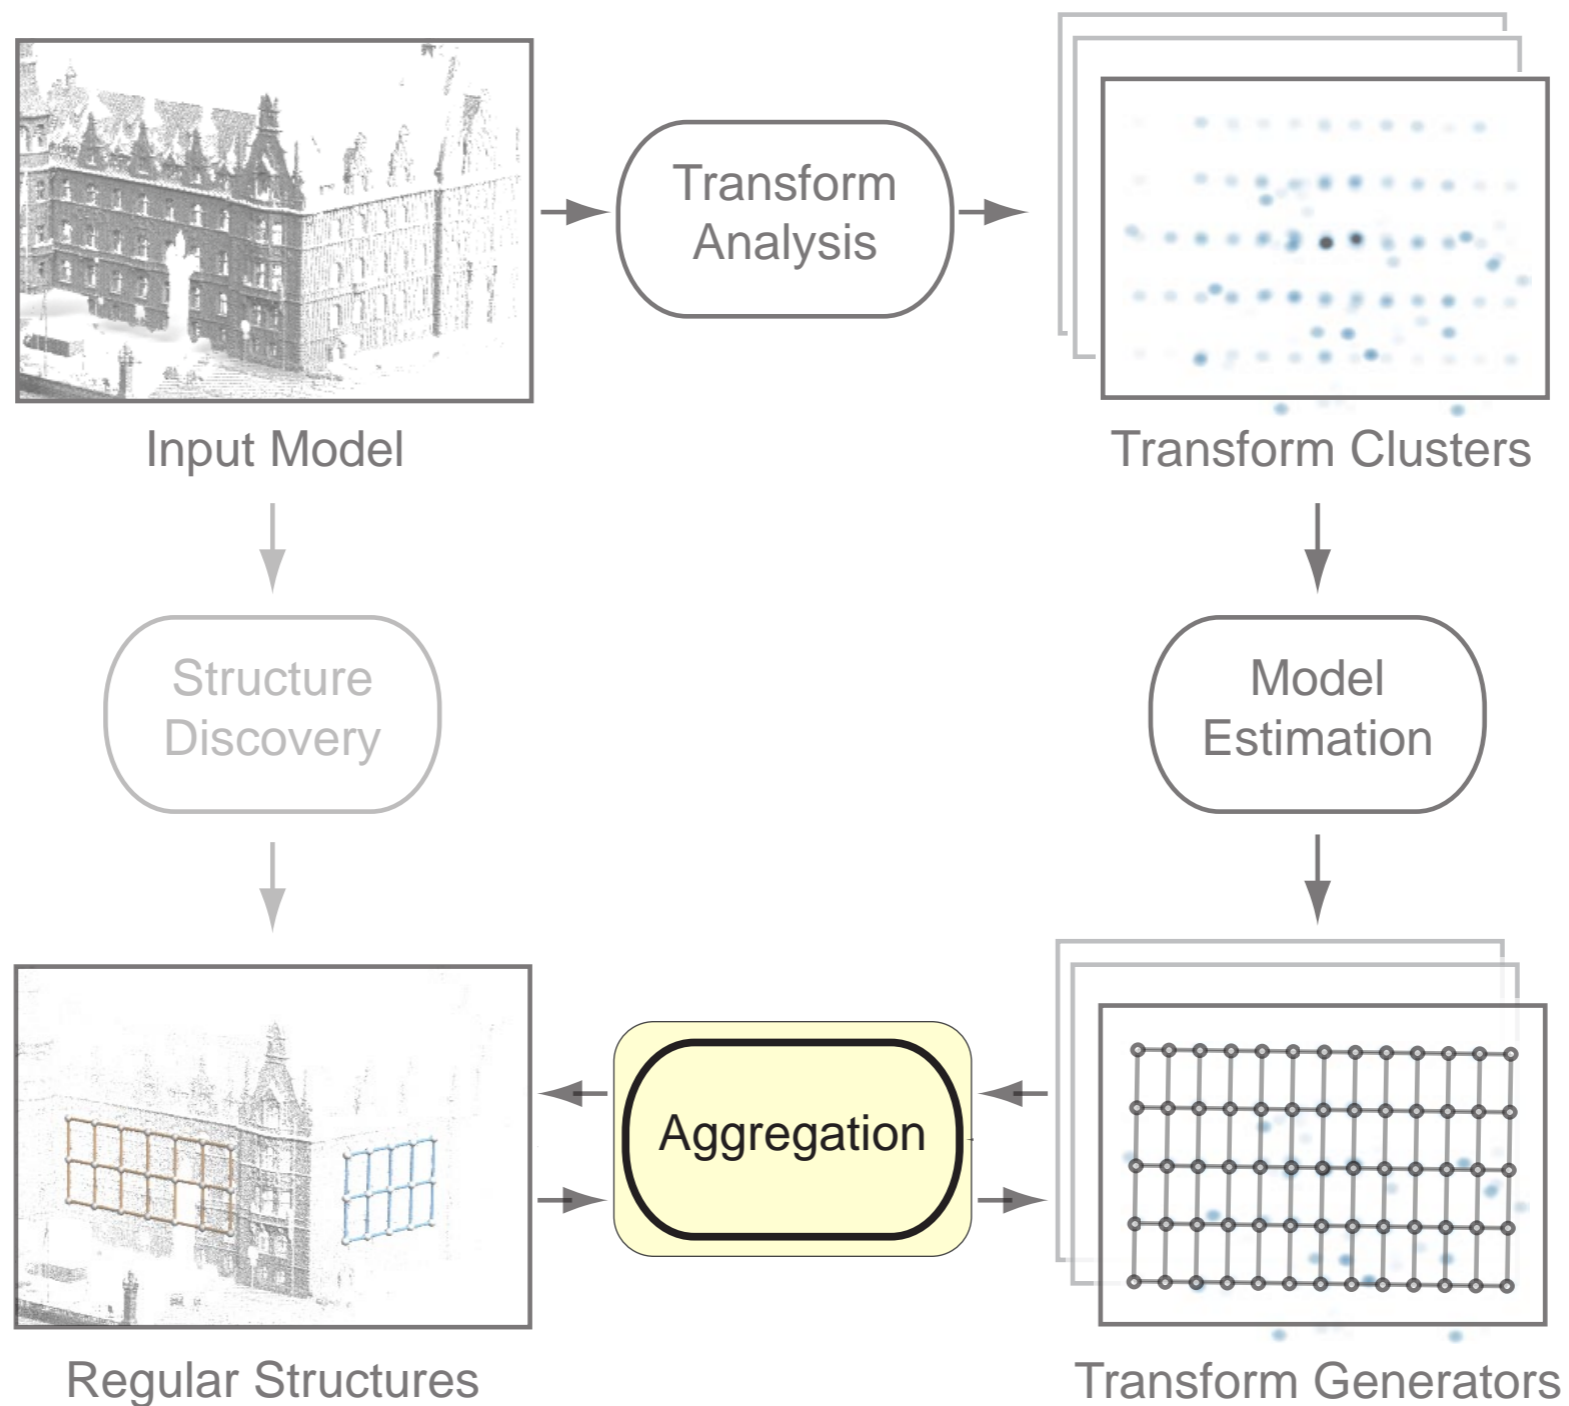 Transform
Analysis
Input Model
Transform Clusters
Structure
Discovery
Model
Estimation
Aggregation
Regular Structures
Transform Generators